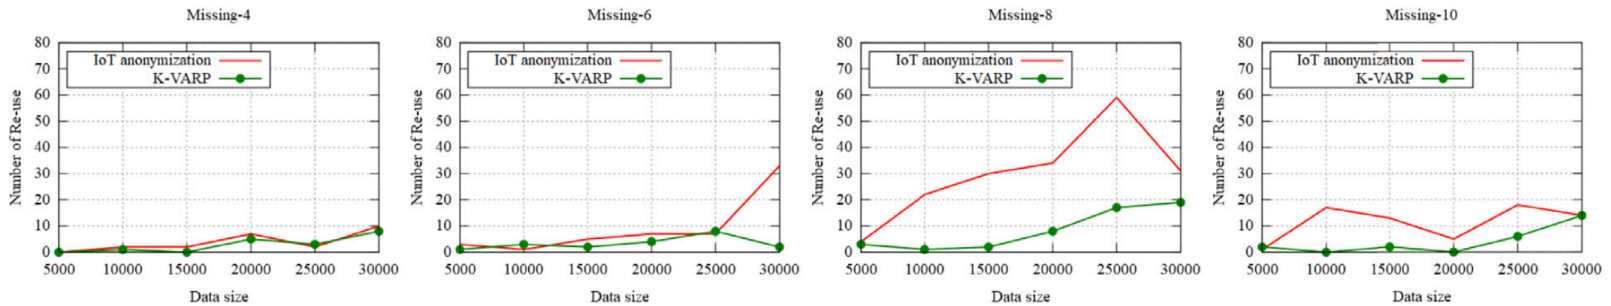 Missing-4
80
70
60
50
40
30
20
10
0
Number of Re-use
IoT anonymization
K-VARP
5000 10000 15000 20000 25000 30000
Data size
Missing-6
80
70
60
50
40
30
20
10
0
Number of Re-use
IoT anonymization
K-VARP
5000 10000 15000 20000 25000 30000
Data size
Missing-8
80
70
60
50
40
30
20
10
0
Number of Re-use
IoT anonymization
K-VARP
5000 10000 15000 20000 25000 30000
Data size
Missing-10
80
70
60
50
40
30
20
10
0
Number of Re-use
IoT anonymization
K-VARP
5000 10000 15000 20000 25000 30000
Data size